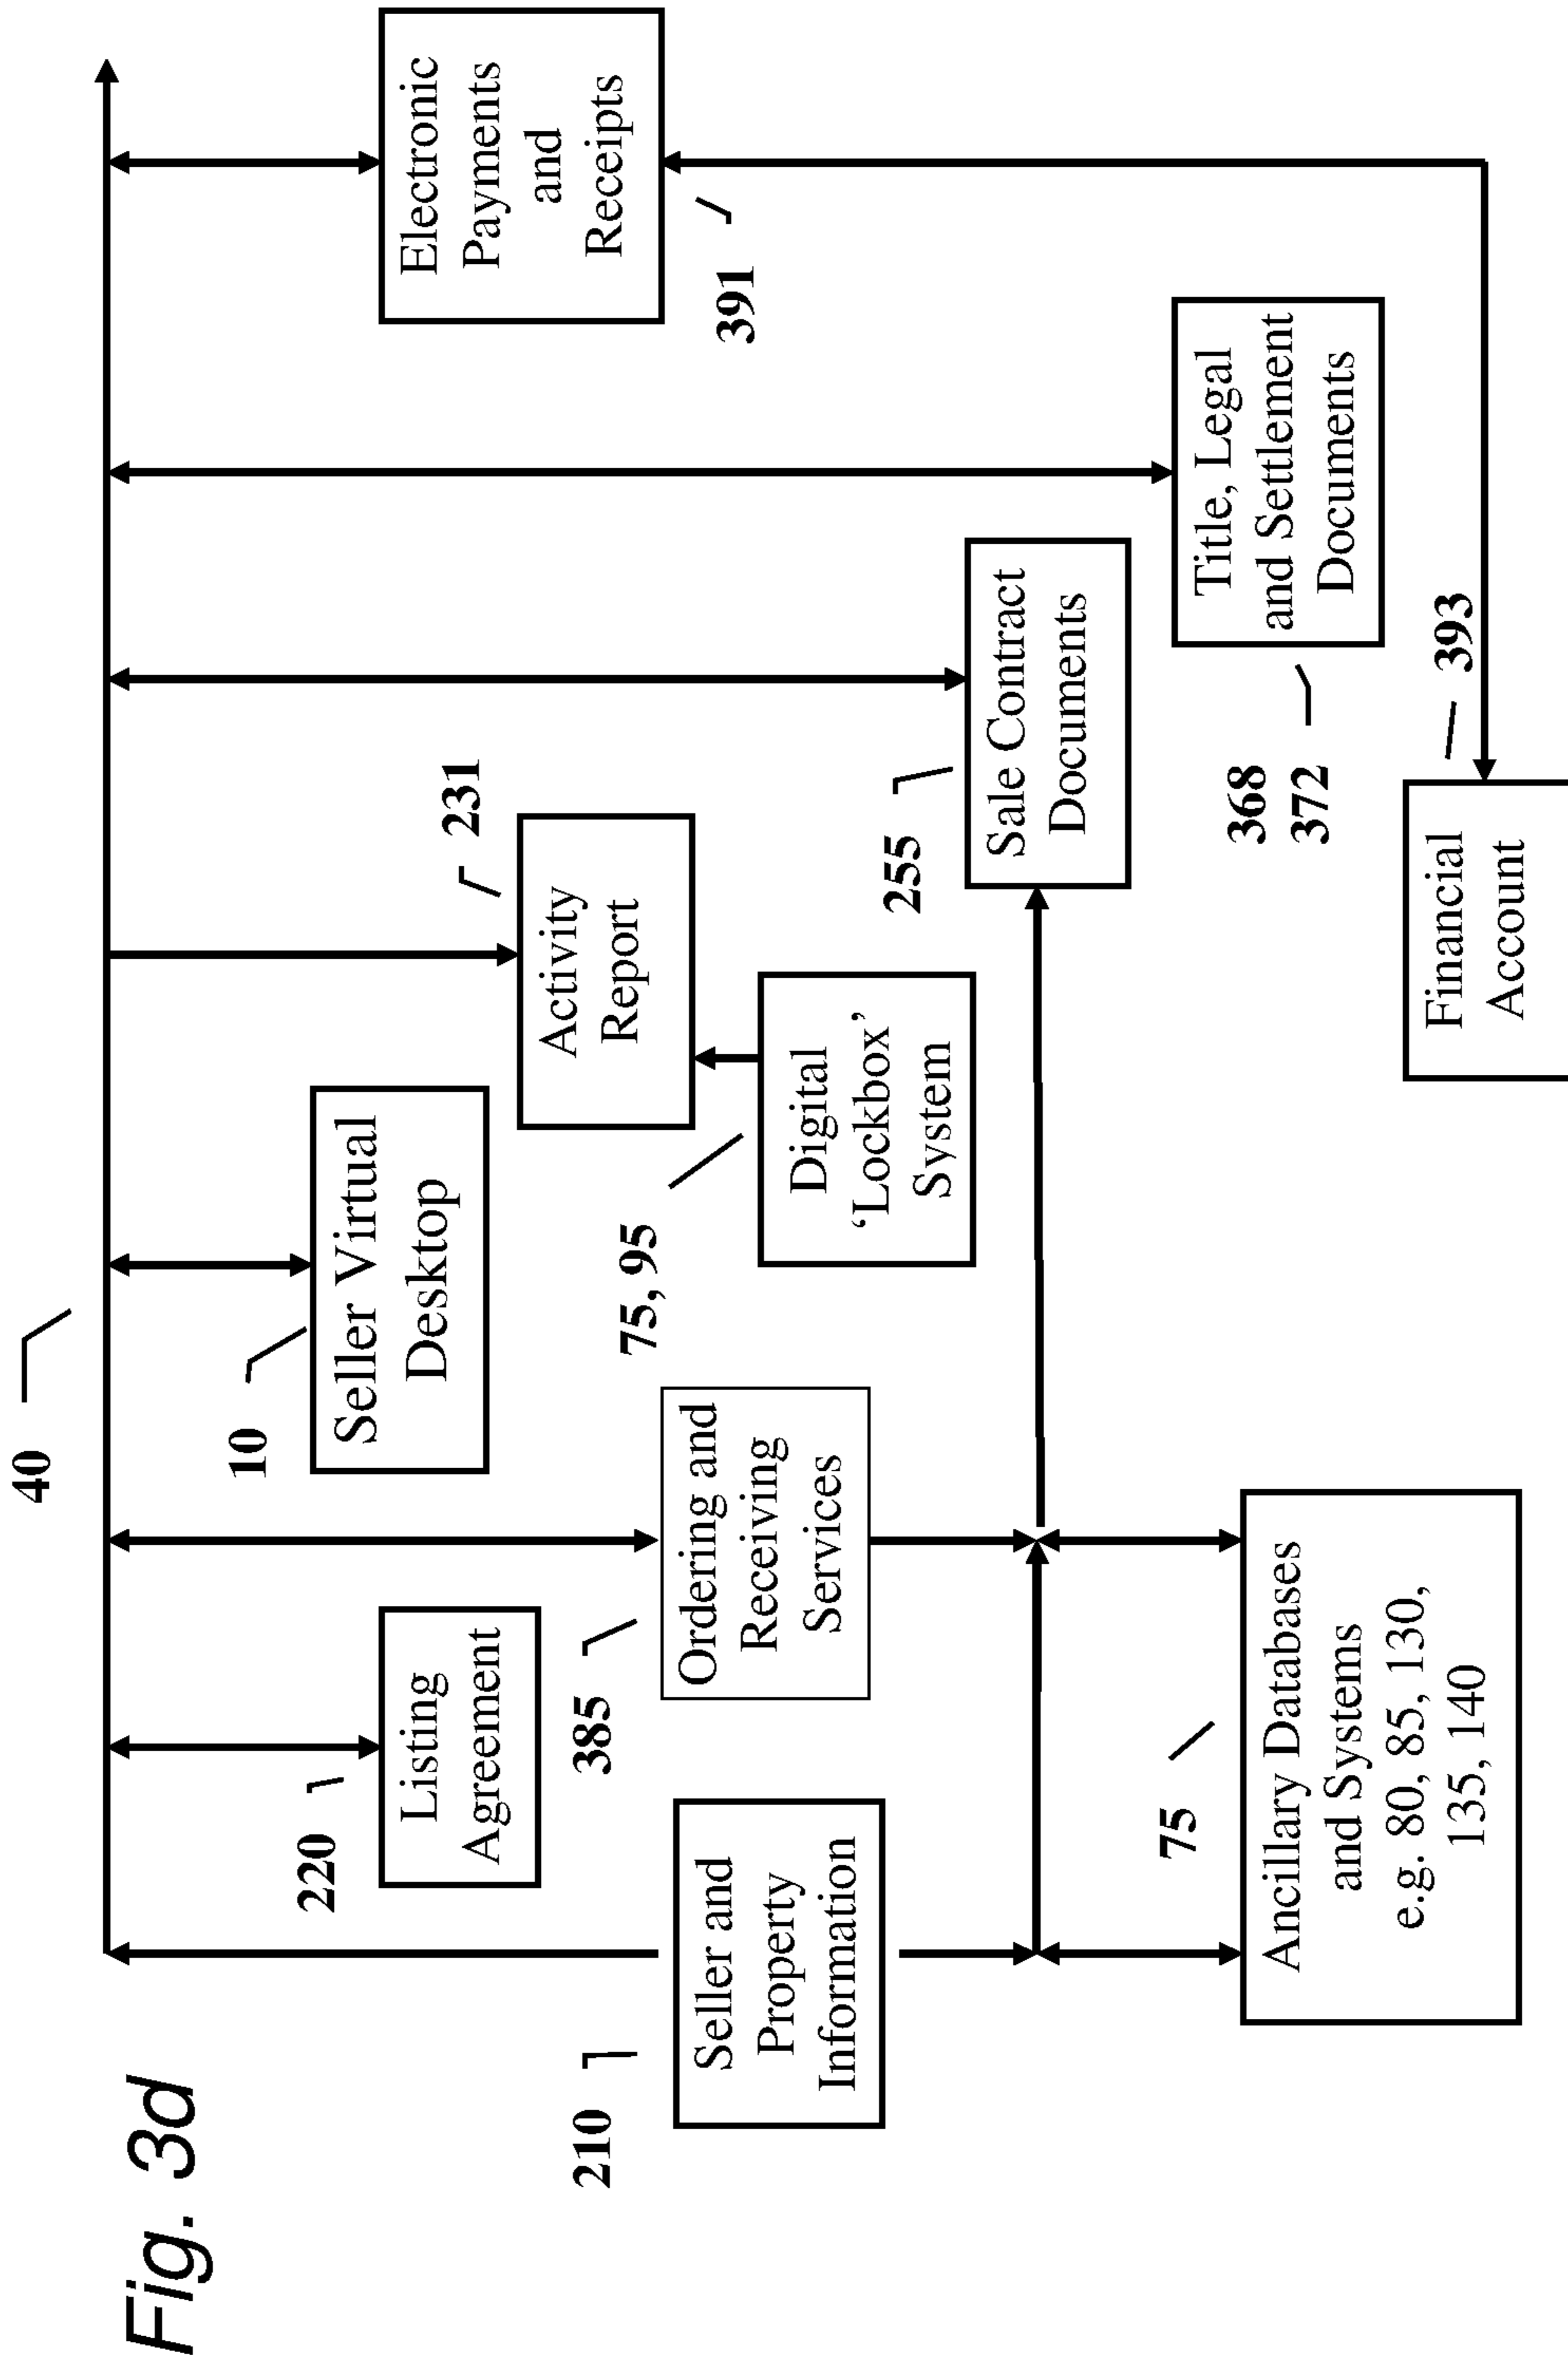 Fig. 3d
40
210
Seller and
Property
Information
220
Listing
Agreement
385
Ordering and
Receiving
Services
10
Seller Virtual
Desktop
75, 95
Digital
‘Lockbox’
System
231
Activity
Report
255
Sale Contract
Documents
368
372
Title, Legal
and Settlement
Documents
391
Electronic
Payments
and
Receipts
393
Financial
Account
75
Ancillary Databases
and Systems
e.g. 80, 85, 130,
135, 140